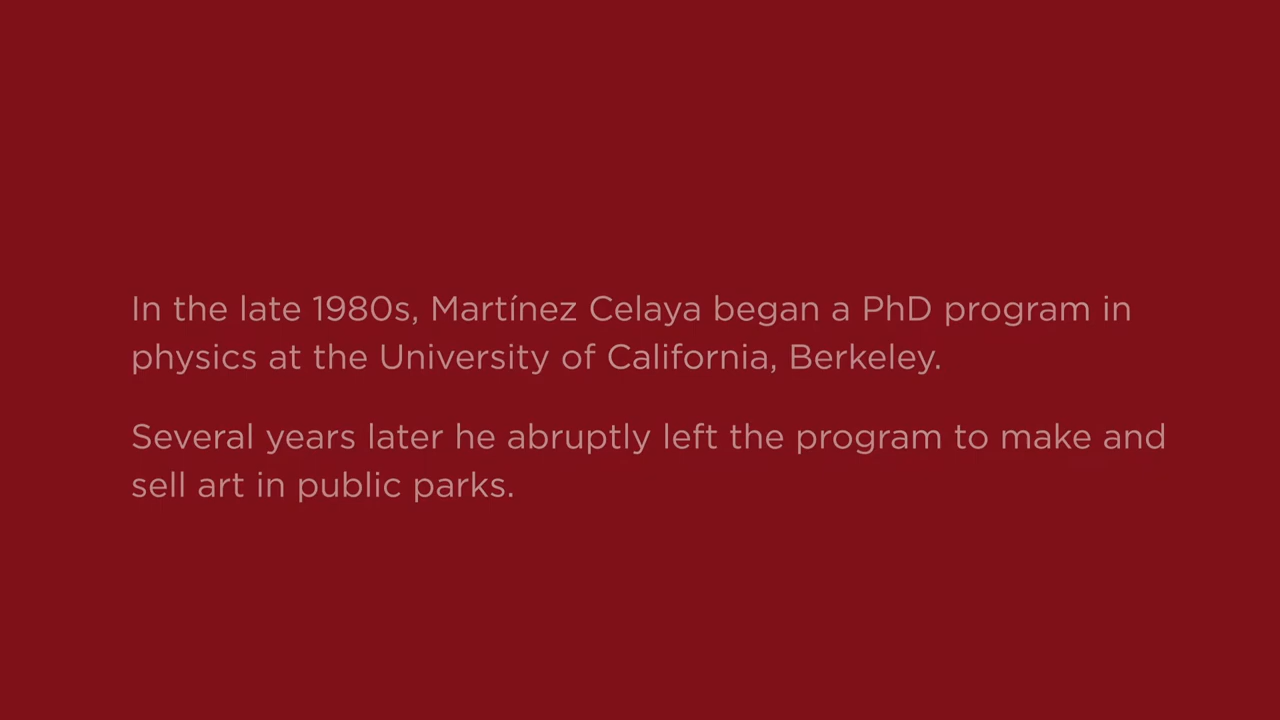 In the late 1980s, Martínez Celaya began a PhD program in
physics at the University of California, Berkeley.
Several years later he abruptly left the program to make and
sell art in public parks.